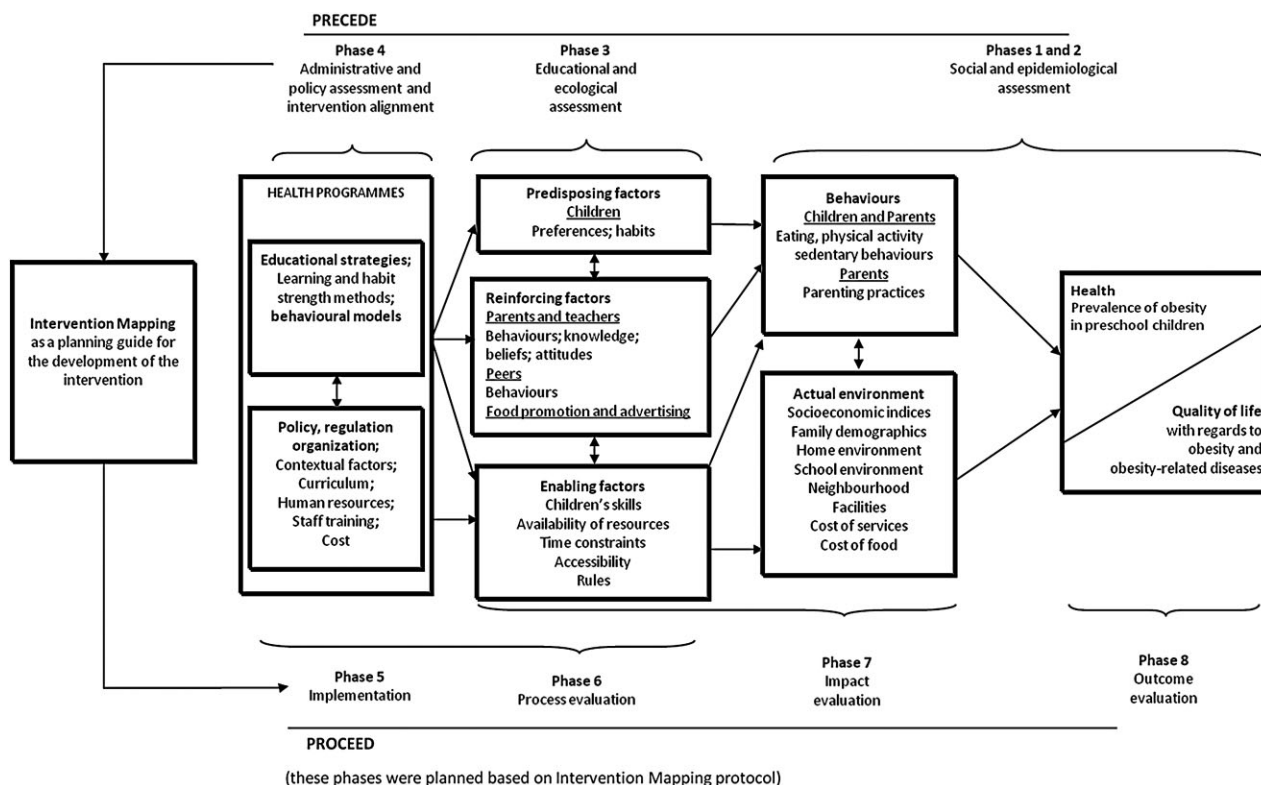 PRECEDE
Phase 4
Administrative and
policy assessment and
intervention alignment
Phase 3
Educational and
ecological
assessment
Phases 1 and 2
Social and epidemiological
assessment
Intervention Mapping
as a planning guide for
the development of the
intervention
HEALTH PROGRAMMES
Educational strategies;
Learning and habit
strength methods;
behavioural models
Policy, regulation
organization;
Contextual factors;
Curriculum;
Human resources;
Staff training;
Cost
Predisposing factors
Children
Preferences; habits
Reinforcing factors
Parents and teachers
Behaviours; knowledge;
beliefs; attitudes
Peers
Behaviours
Food promotion and advertising
Enabling factors
Children's skills
Availability of resources
Time constraints
Accessibility
Rules
Behaviours
Children and Parents
Eating, physical activity
sedentary behaviours
Parents
Parenting practices
Actual environment
Socioeconomic indices
Family demographics
Home environment
School environment
Neighbourhood
Facilities
Cost of services
Cost of food
Health
Prevalence of obesity
in preschool children
Quality of life
with regards to
obesity and
obesity-related diseases
Phase 5
Implementation
Phase 6
Process evaluation
Phase 7
Impact
evaluation
Phase 8
Outcome
evaluation
PROCEED
(these phases were planned based on Intervention Mapping protocol)